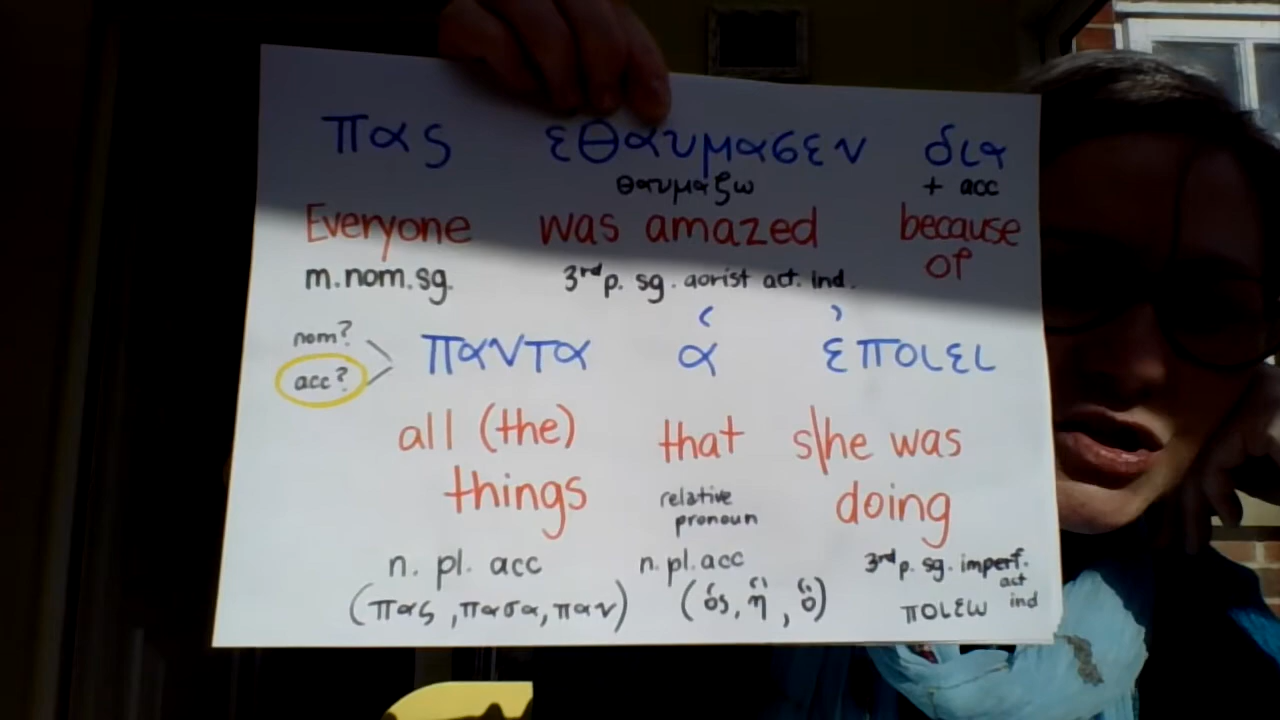 πας εθαυμασεν δια
θαυμαζω + acc
Everyone was amazed because of
m.nom.sg. 3rd p. sg. aorist act. ind.
nom?
acc?
παντα ἁ ἐποιει
all (the) things that s|he was doing
relative pronoun
n. pl. acc n. pl. acc 3rd p. sg. imperf. act ind
(πας, πασα, παν) (ὁς, ἡ, ὁ) ποιεω